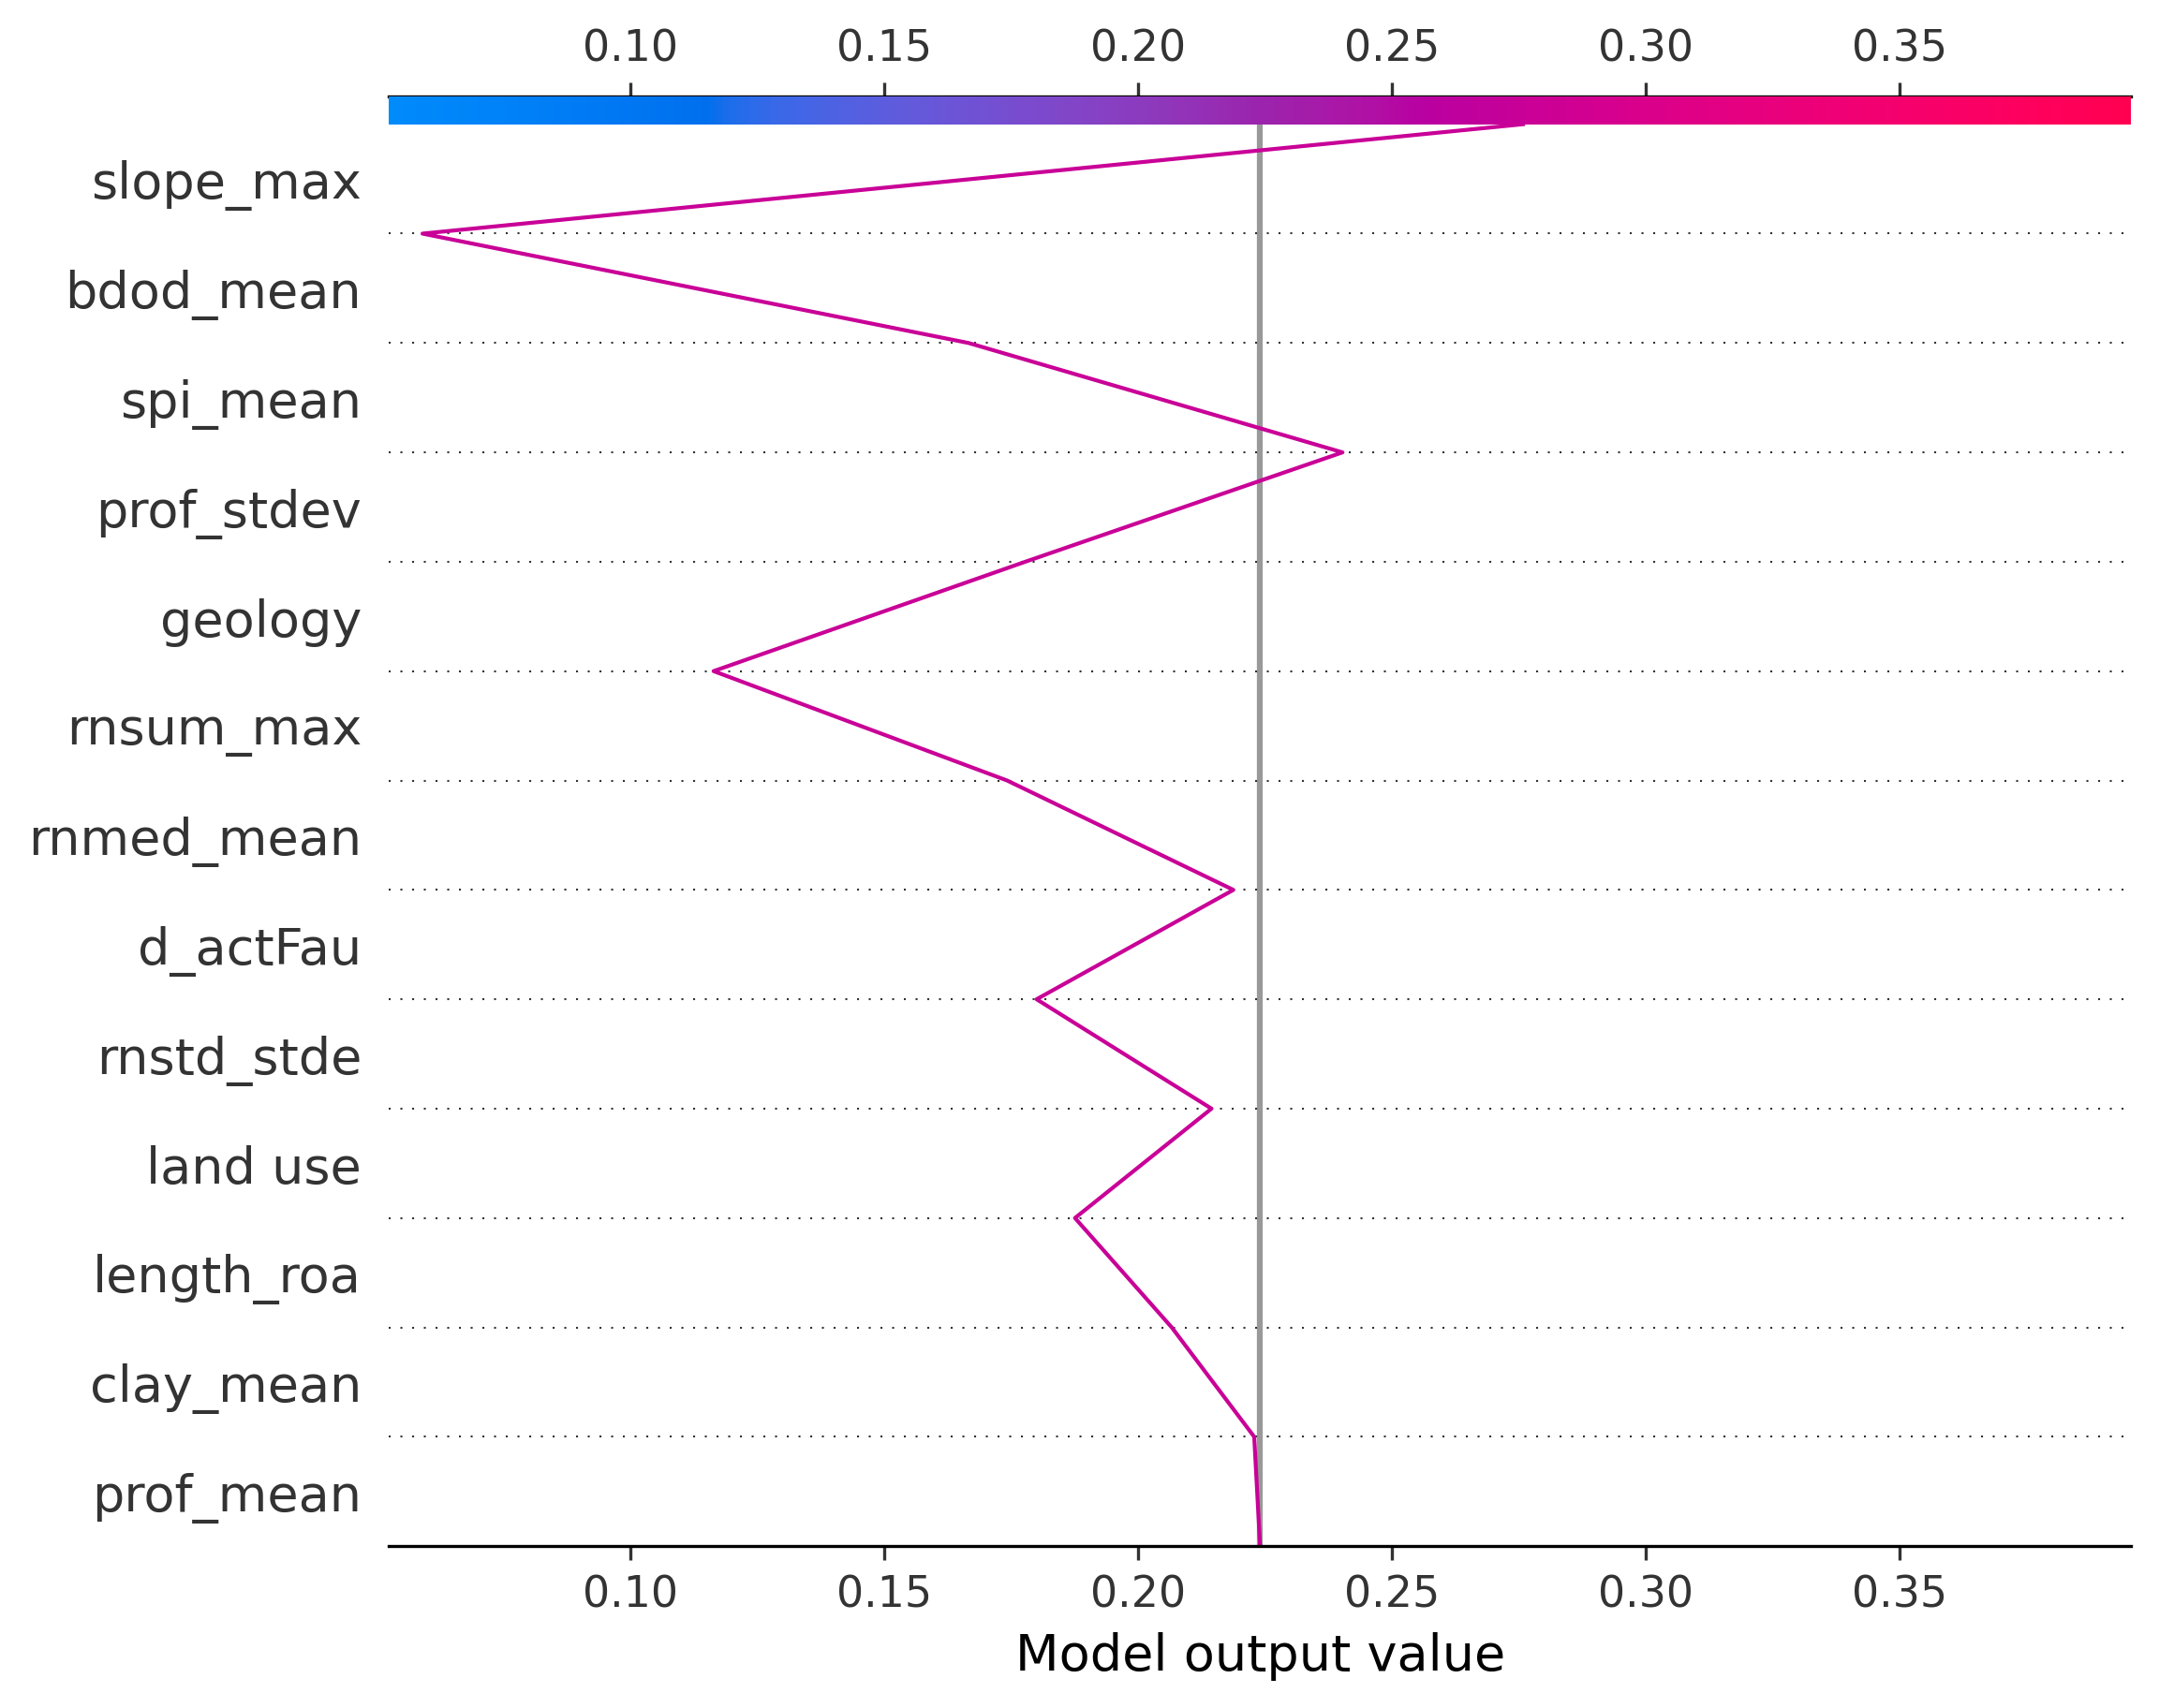 0.10 0.15 0.20 0.25 0.30 0.35
slope_max
bdod_mean
spi_mean
prof_stdev
geology
rnsum_max
rnmed_mean
d_actFau
rnstd_stde
land use
length_roa
clay_mean
prof_mean
0.10 0.15 0.20 0.25 0.30 0.35
Model output value